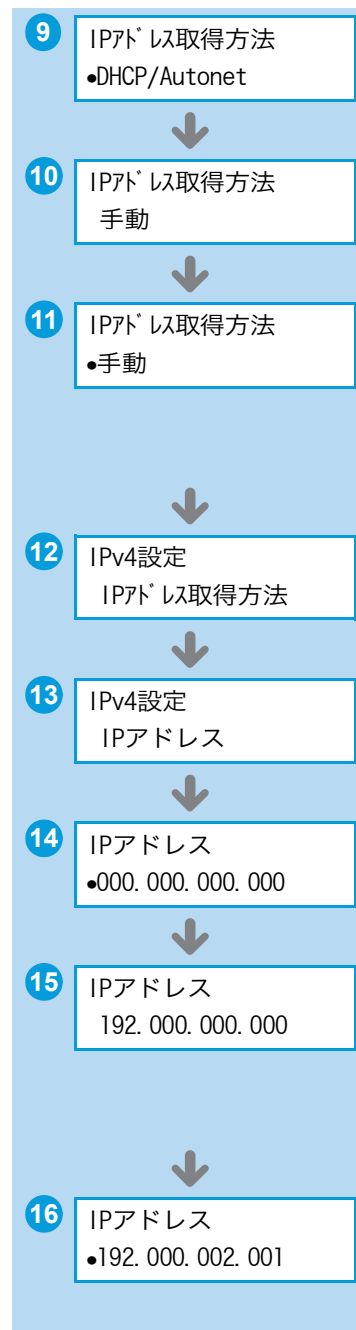 9
IPｱﾄﾞﾚｽ取得方法
●DHCP/Autonet
10
IPｱﾄﾞﾚｽ取得方法
手動
11
IPｱﾄﾞﾚｽ取得方法
●手動
12
IPv4設定
IPｱﾄﾞﾚｽ取得方法
13
IPv4設定
IPアドレス
14
IPアドレス
●000. 000. 000. 000
15
IPアドレス
192. 000. 000. 000
16
IPアドレス
●192. 000. 002. 001